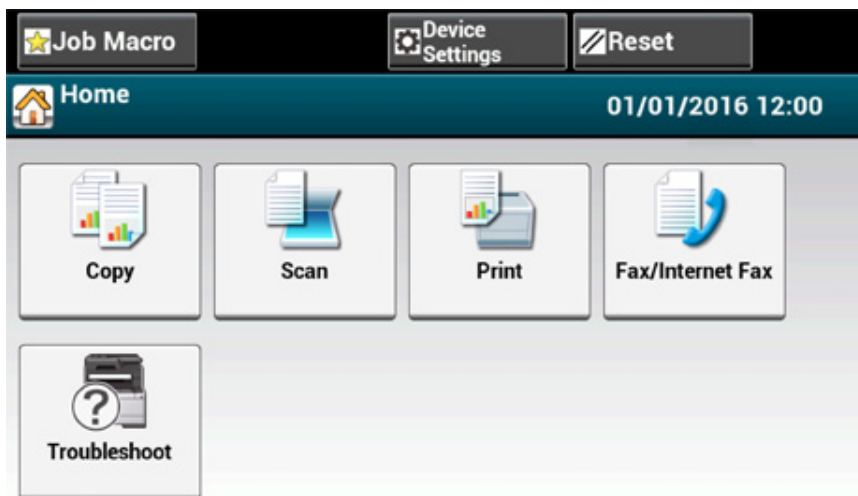 Job Macro
Device
Settings
Reset
Home
01/01/2016 12:00
Copy
Scan
Print
Fax/Internet Fax
?
Troubleshoot